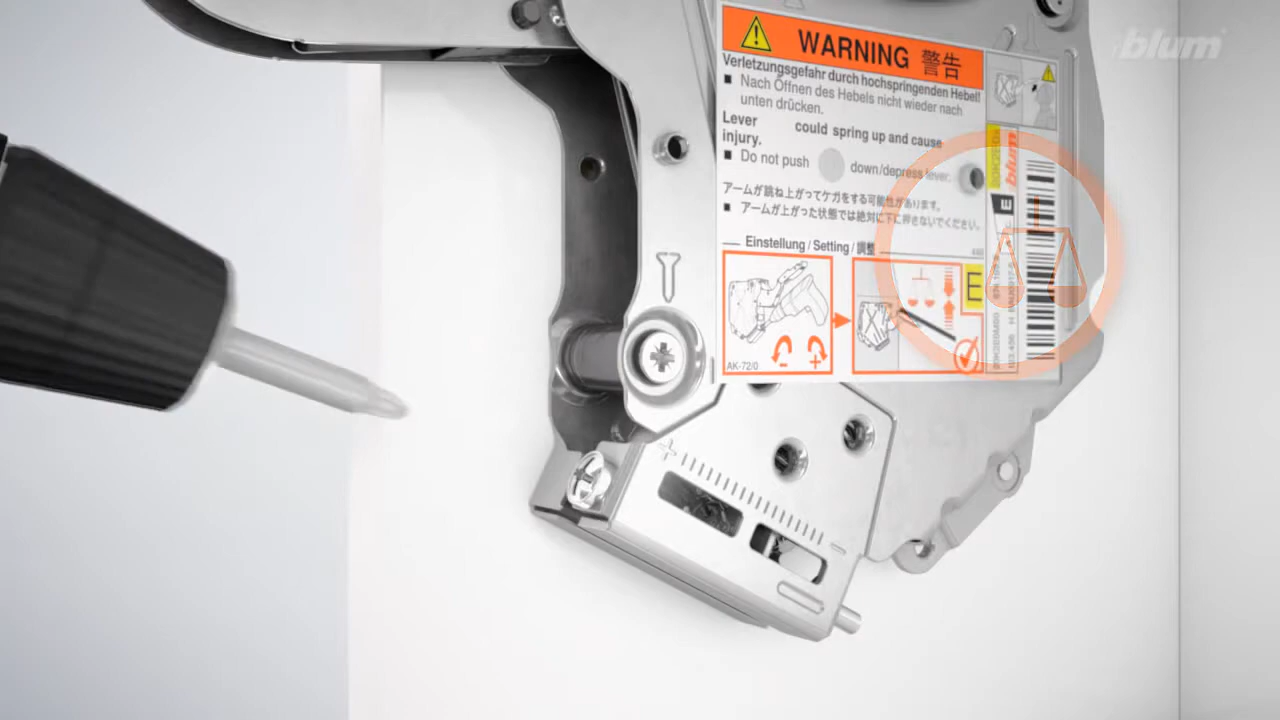 blum
WARNING 警告
Verletzungsgefahr durch hochspringenden Hebel!
Nach Öffnen des Hebels nicht wieder nach
unten drücken.
Lever could spring up and cause
injury.
Do not push down/depress lever.
アームが跳ね上がってケガをする可能性があります。
アームが上がった状態では絶対に下に押さないでください。
Einstellung / Setting / 調整
E
- +
AK-72/0
blum
E